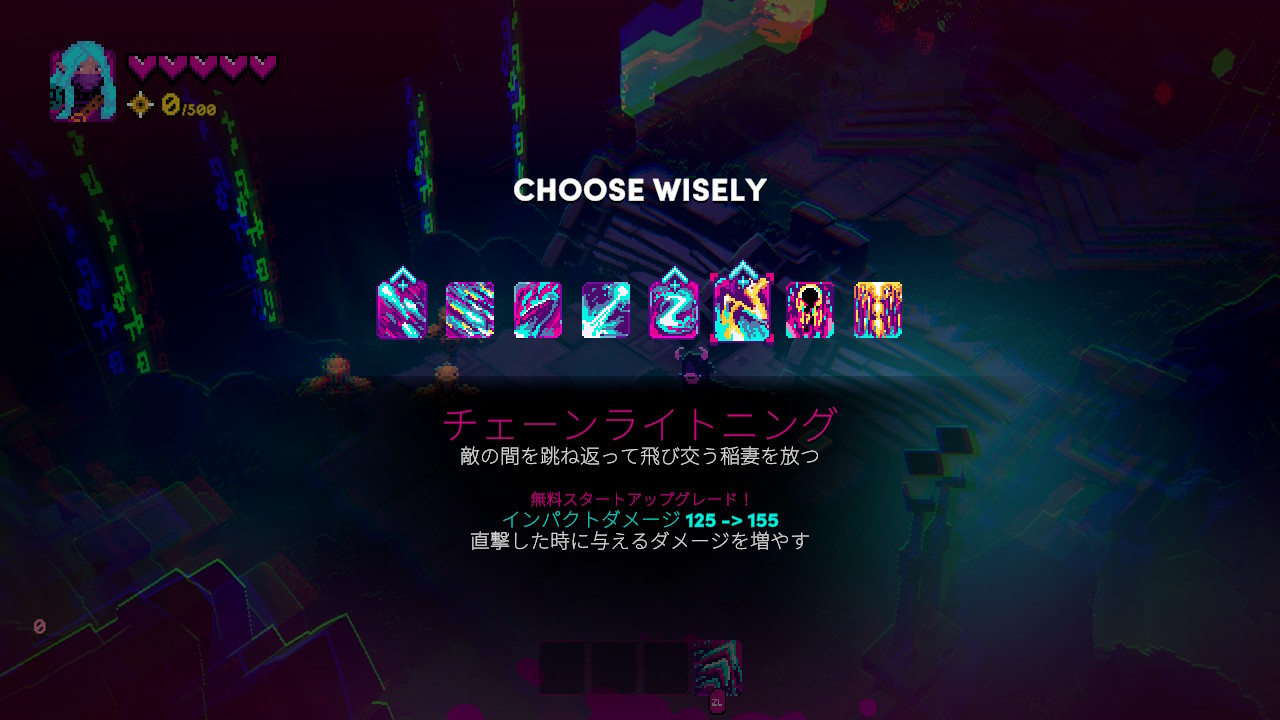 0/500
CHOOSE WISELY
チェーンライトニング
敵の間を跳ね返って飛び交う稲妻を放つ
無料スタートアップグレード！
インパクトダメージ 125 -> 155
直撃した時に与えるダメージを増やす
0
ZL